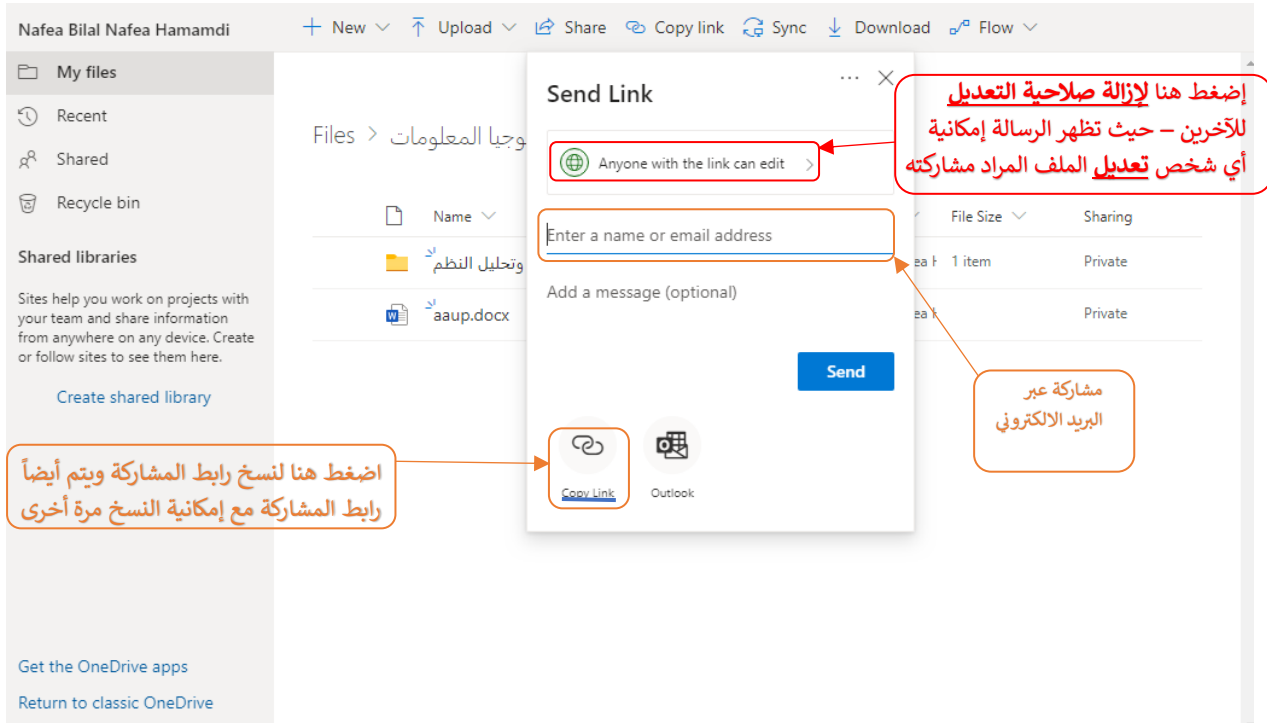 Nafea Bilal Nafea Hamamdi
New Upload Share Copy link Sync Download Flow
My files
Recent
Shared
Recycle bin
Shared libraries
Sites help you work on projects with
your team and share information
from anywhere on any device. Create
or follow sites to see them here.
Create shared library
Get the OneDrive apps
Return to classic OneDrive
Files > المعلومات
Name
File Size
Sharing
وتحليل النظم
1 item
Private
aaup.docx
Private
Send Link
Anyone with the link can edit
Enter a name or email address
Add a message (optional)
Send
Copy Link
Outlook
إضغط هنا لإزالة صلاحية التعديل
للآخرين – حيث تظهر الرسالة إمكانية
أي شخص تعديل الملف المراد مشاركته
مشاركة عبر
البريد الالكتروني
اضغط هنا لنسخ رابط المشاركة ويتم أيضاً
رابط المشاركة مع إمكانية النسخ مرة أخرى